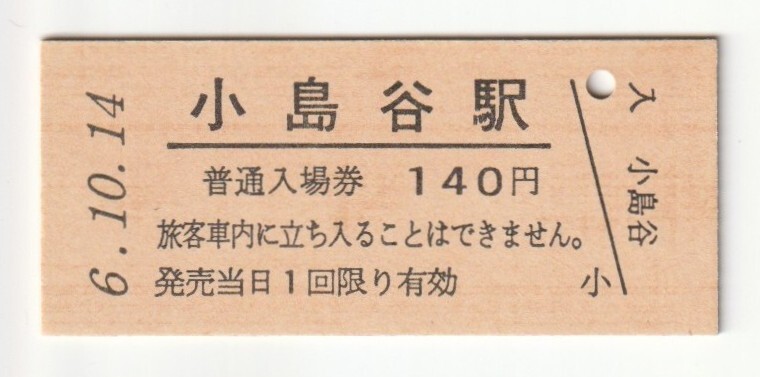 6.10.14
小島谷駅
普通入場券 140円
旅客車内に立ち入ることはできません。
発売当日1回限り有効
小
入 小島谷